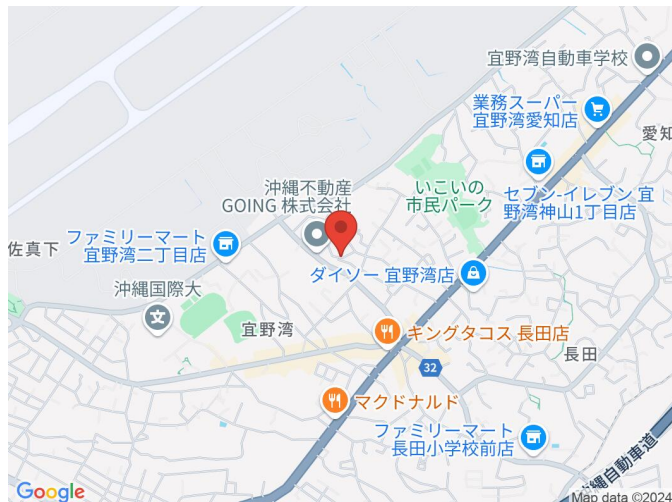 宜野湾自動車学校
業務スーパー
宜野湾愛知店
愛知
沖縄不動産
GOING 株式会社
いこいの
市民パーク
セブン-イレブン 宜
野湾神山1丁目店
ファミリーマート
宜野湾二丁目店
佐真下
ダイソー 宜野湾店
沖縄国際大
宜野湾
キングタコス 長田店
長田
32
マクドナルド
ファミリーマート
長田小学校前店
沖縄自動車道
Google
Map data ©2024